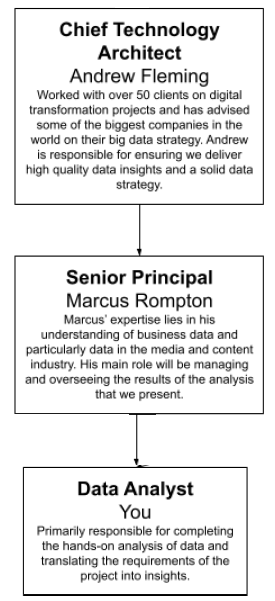 Chief Technology
Architect
Andrew Fleming
Worked with over 50 clients on digital
transformation projects and has advised
some of the biggest companies in the
world on their big data strategy. Andrew
is responsible for ensuring we deliver
high quality data insights and a solid data
strategy.
Senior Principal
Marcus Rompton
Marcus’ expertise lies in his
understanding of business data and
particularly data in the media and content
industry. His main role will be managing
and overseeing the results of the analysis
that we present.
Data Analyst
You
Primarily responsible for completing
the hands-on analysis of data and
translating the requirements of the
project into insights.